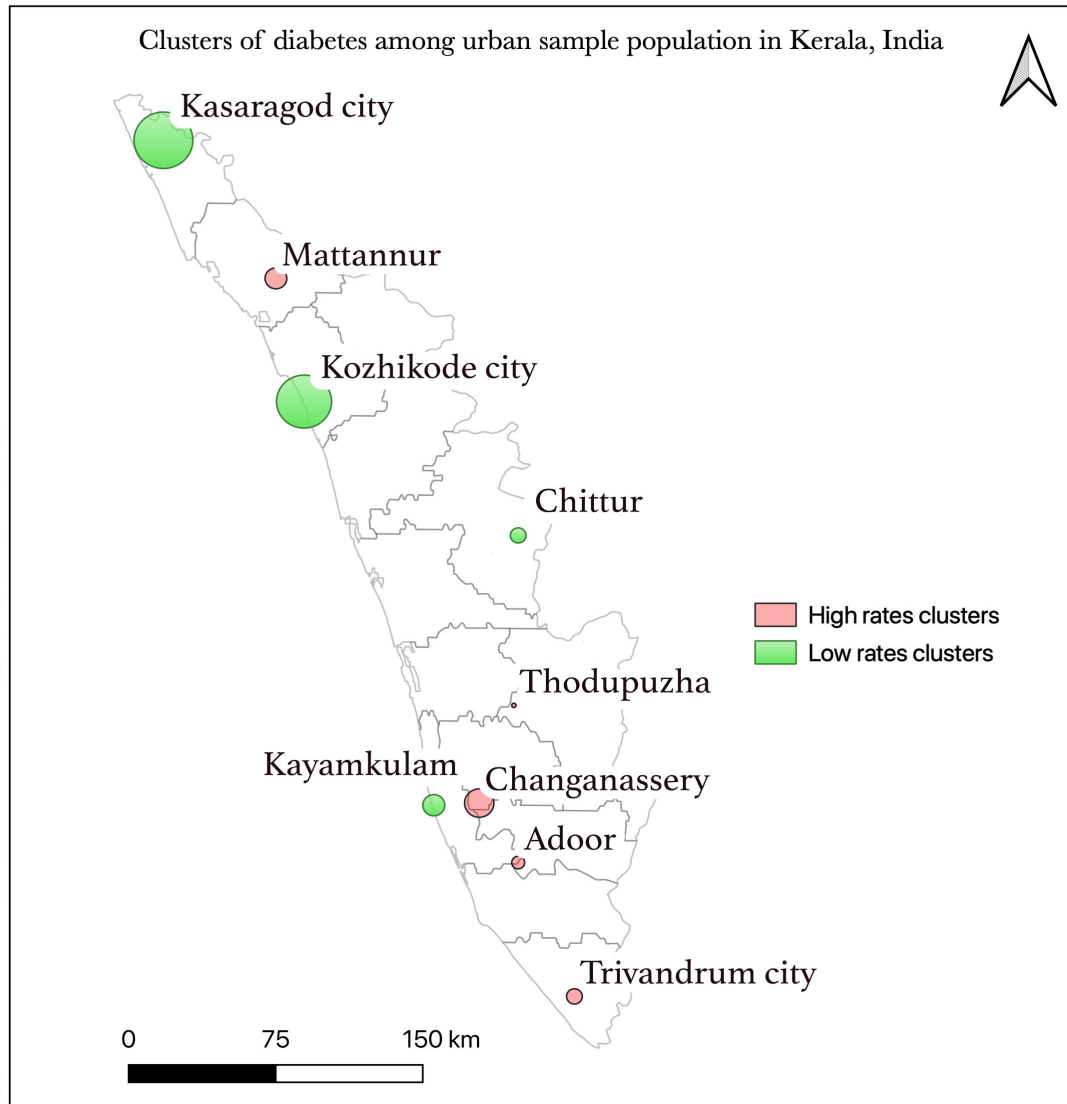 Clusters of diabetes among urban sample population in Kerala, India
Kasaragod city
Mattannur
Kozhikode city
Chittur
High rates clusters
Low rates clusters
Thodupuzha
Kayamkulam
Changanassery
Adoor
Trivandrum city
0 75 150 km